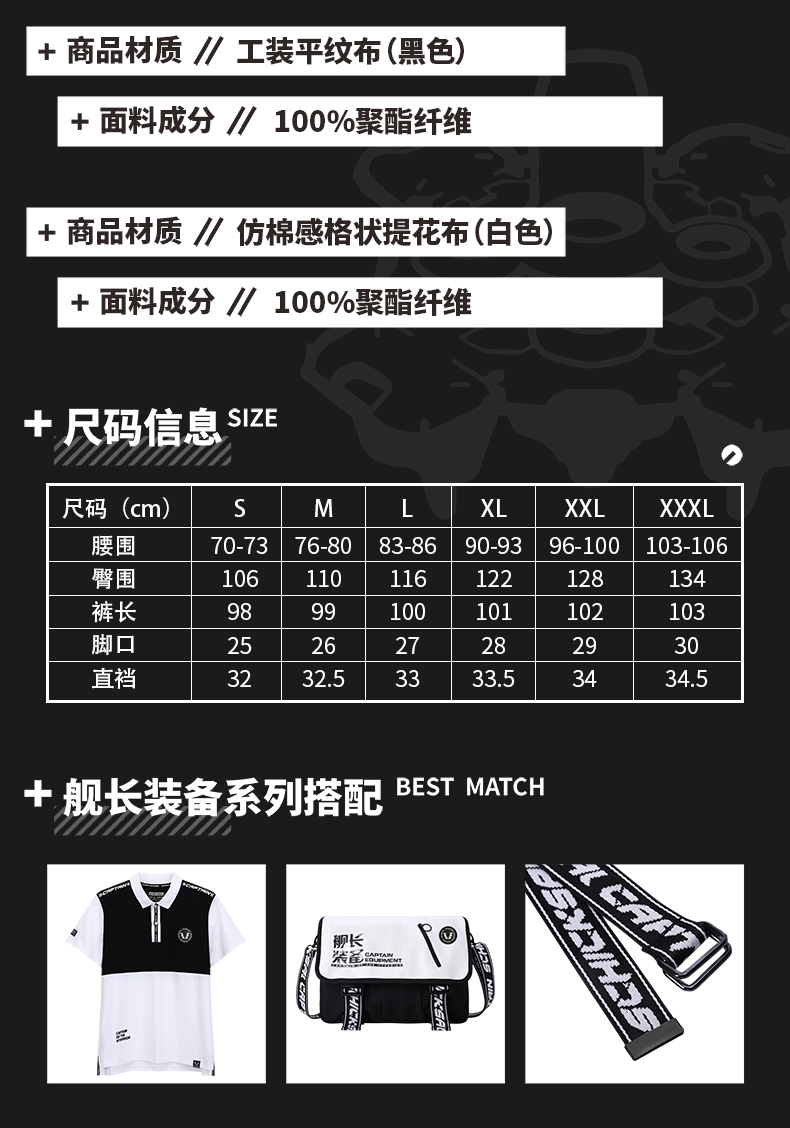 + 商品材质 // 工装平纹布（黑色）
+ 面料成分 // 100%聚酯纤维
+ 商品材质 // 仿棉感格状提花布（白色）
+ 面料成分 // 100%聚酯纤维
+ 尺码信息 SIZE
尺码（cm） S M L XL XXL XXXL
腰围 70-73 76-80 83-86 90-93 96-100 103-106
臀围 106 110 116 122 128 134
裤长 98 99 100 101 102 103
脚口 25 26 27 28 29 30
直裆 32 32.5 33 33.5 34 34.5
+ 舰长装备系列搭配 BEST MATCH
舰长
装备
CAPTAIN
EQUIPMENT